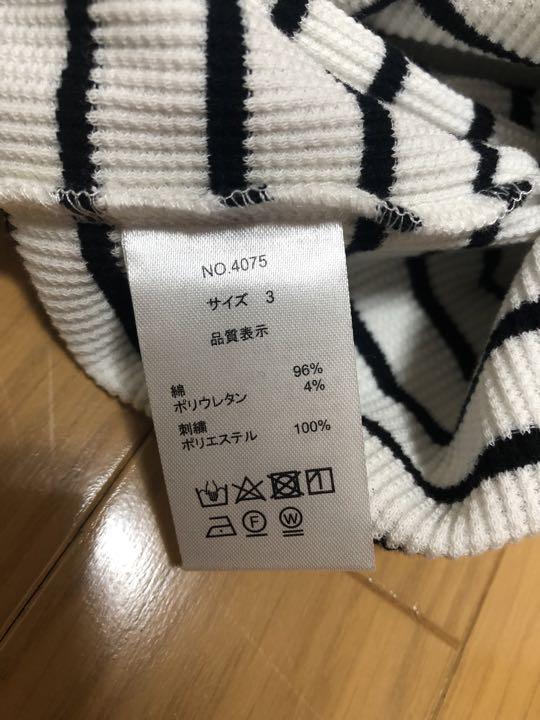 NO.4075
サイズ 3
品質表示
綿 96%
ポリウレタン 4%
刺繍
ポリエステル 100%
F W